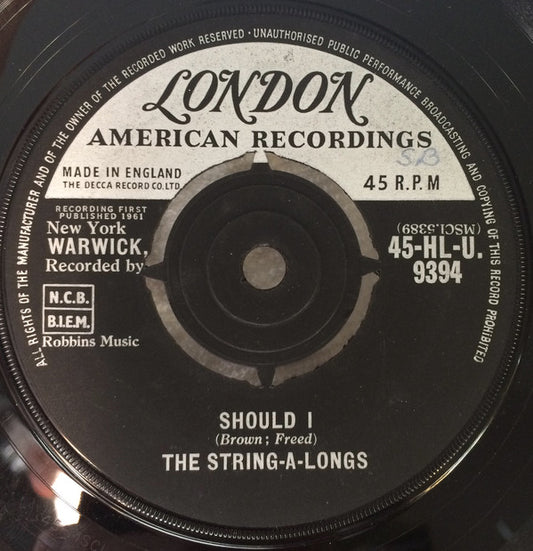 ALL RIGHTS OF THE MANUFACTURER AND OF THE OWNER OF THE RECORDED WORK RESERVED · UNAUTHORISED PUBLIC PERFORMANCE BROADCASTING AND COPYING OF THIS RECORD PROHIBITED
LONDON
AMERICAN RECORDINGS
MADE IN ENGLAND
THE DECCA RECORD CO. LTD.
45 R.P.M
RECORDING FIRST
PUBLISHED 1961
New York
WARWICK,
Recorded by
(MSCI.5389)
45-HL-U.
9394
N.C.B.
B.I.E.M.
Robbins Music
SHOULD I
(Brown; Freed)
THE STRING-A-LONGS